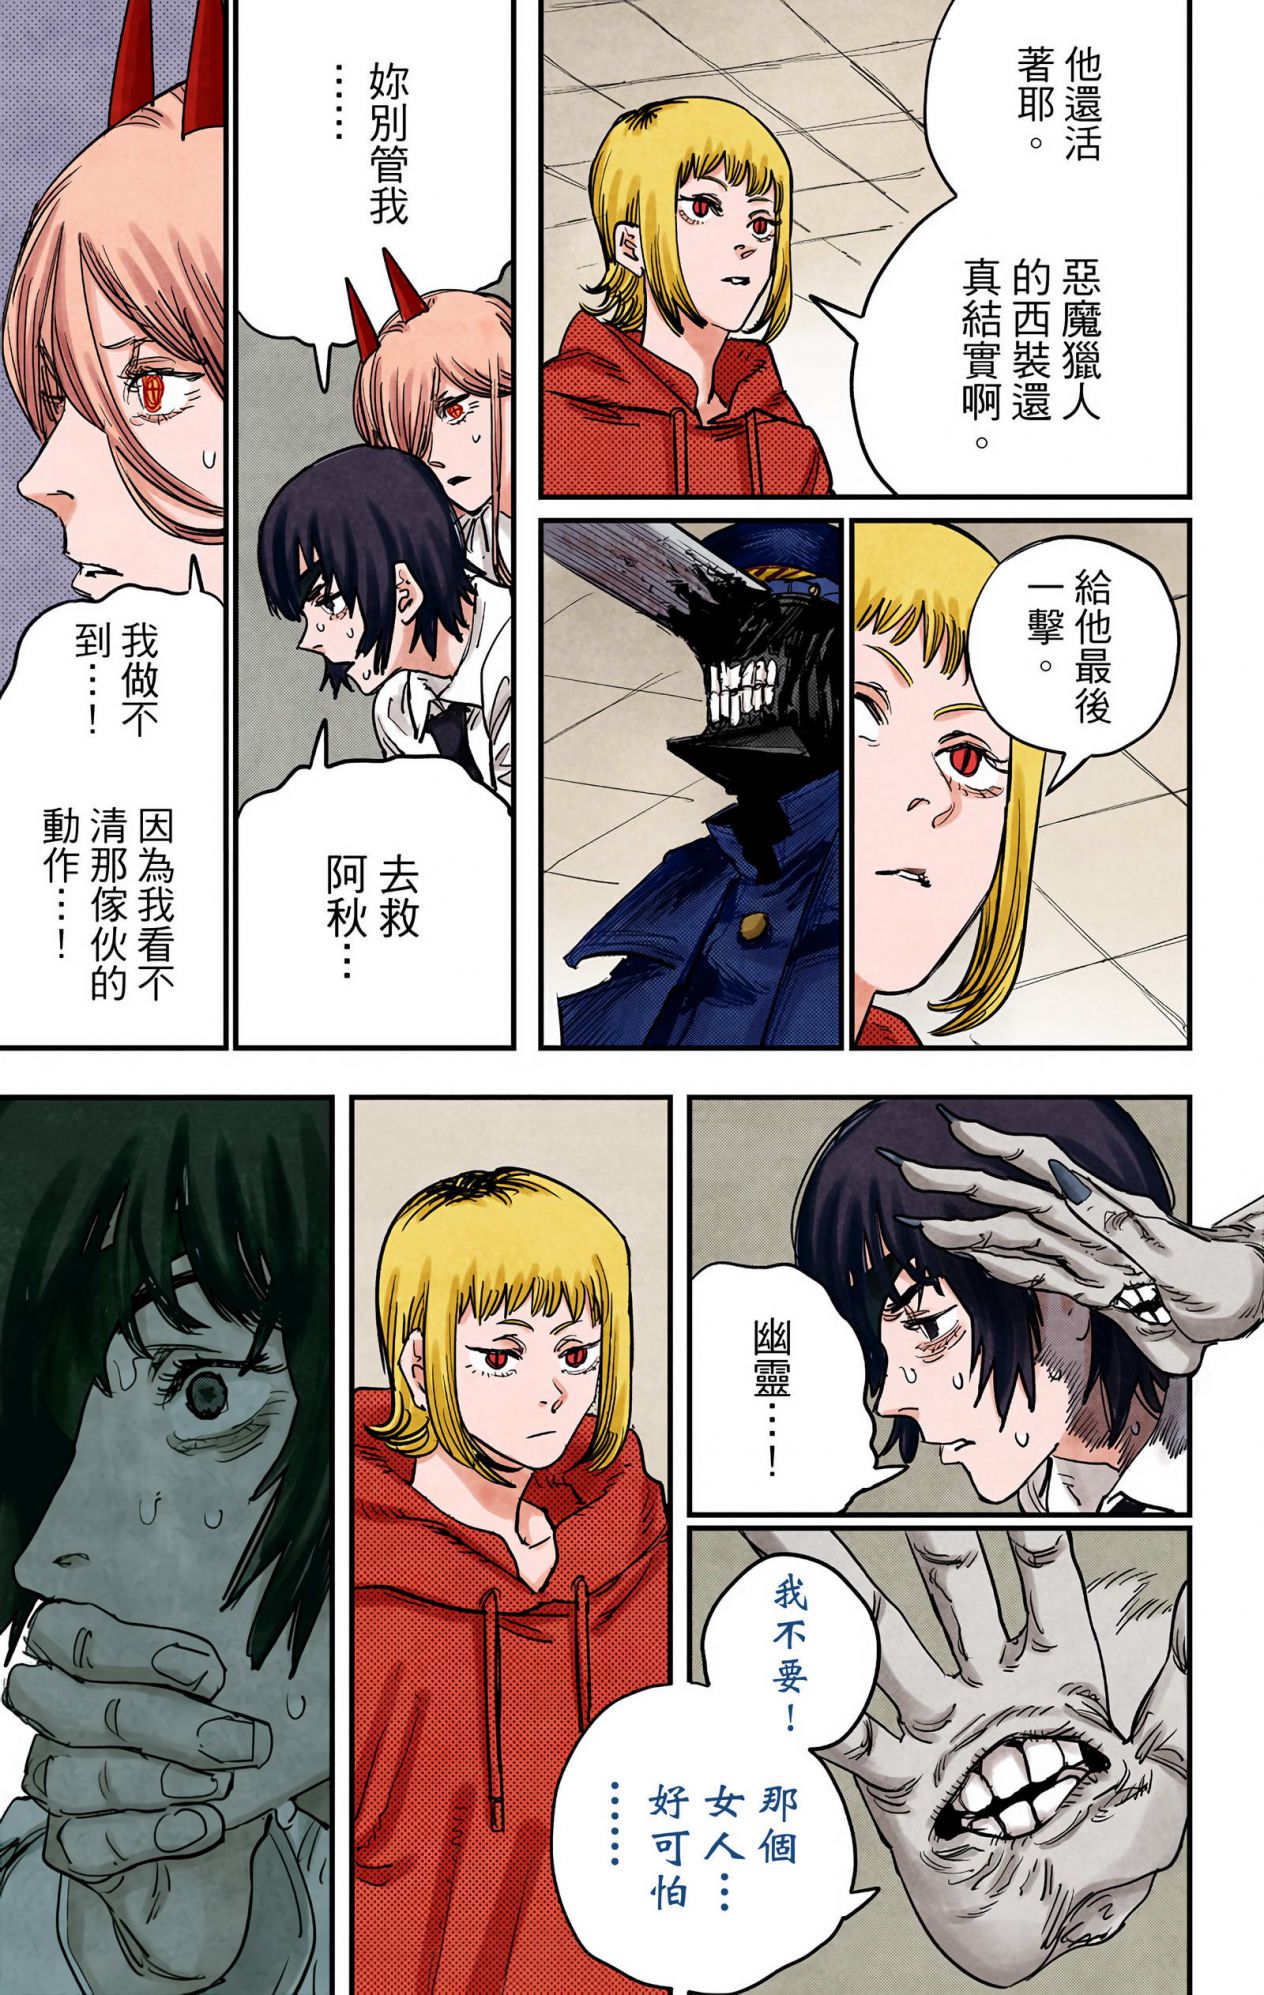 他還活
著耶。
惡魔獵人
的西裝還
真結實啊。
給他最後
一擊。
妳別管我
……
去救
阿秋…
我做不
到…！
因為我看不
清那傢伙的
動作…！
幽靈…！
我不要！
那個
女人…
好可怕
……